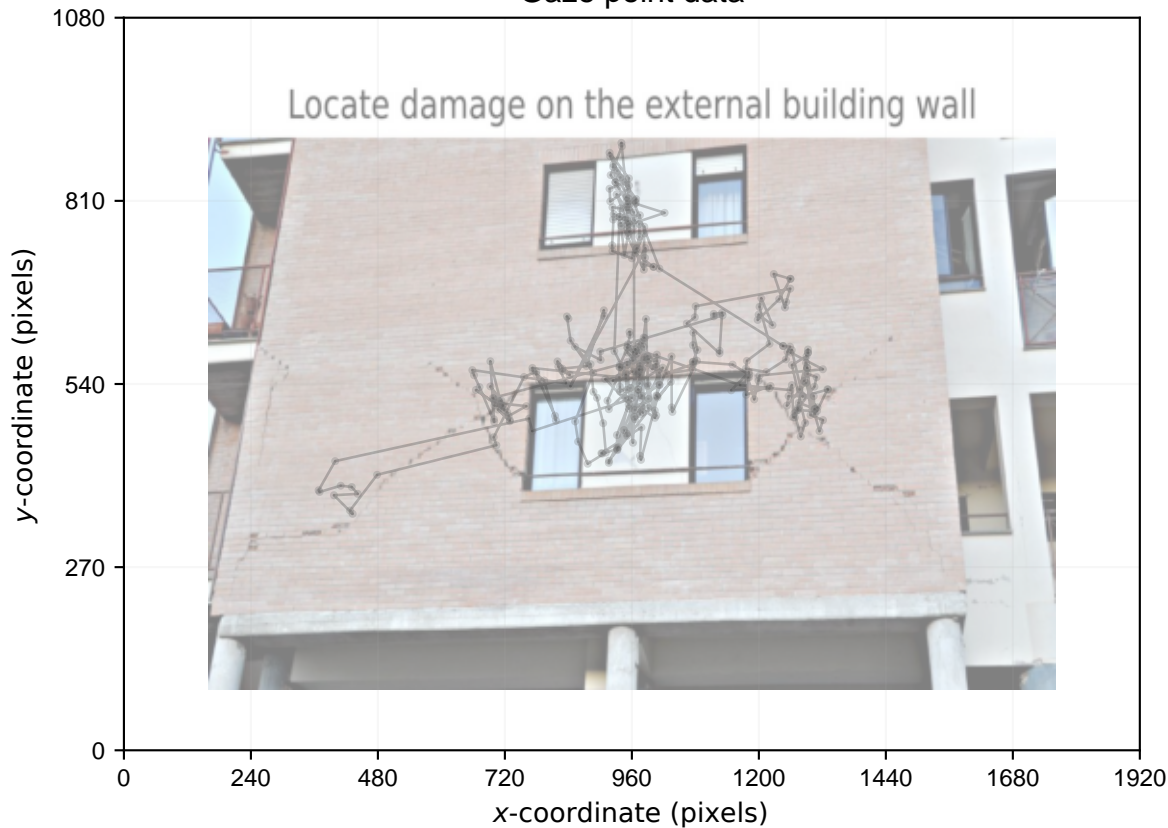 Gaze point data
1080
Locate damage on the external building wall
810
540
270
0
y-coordinate (pixels)
0 240 480 720 960 1200 1440 1680 1920
x-coordinate (pixels)